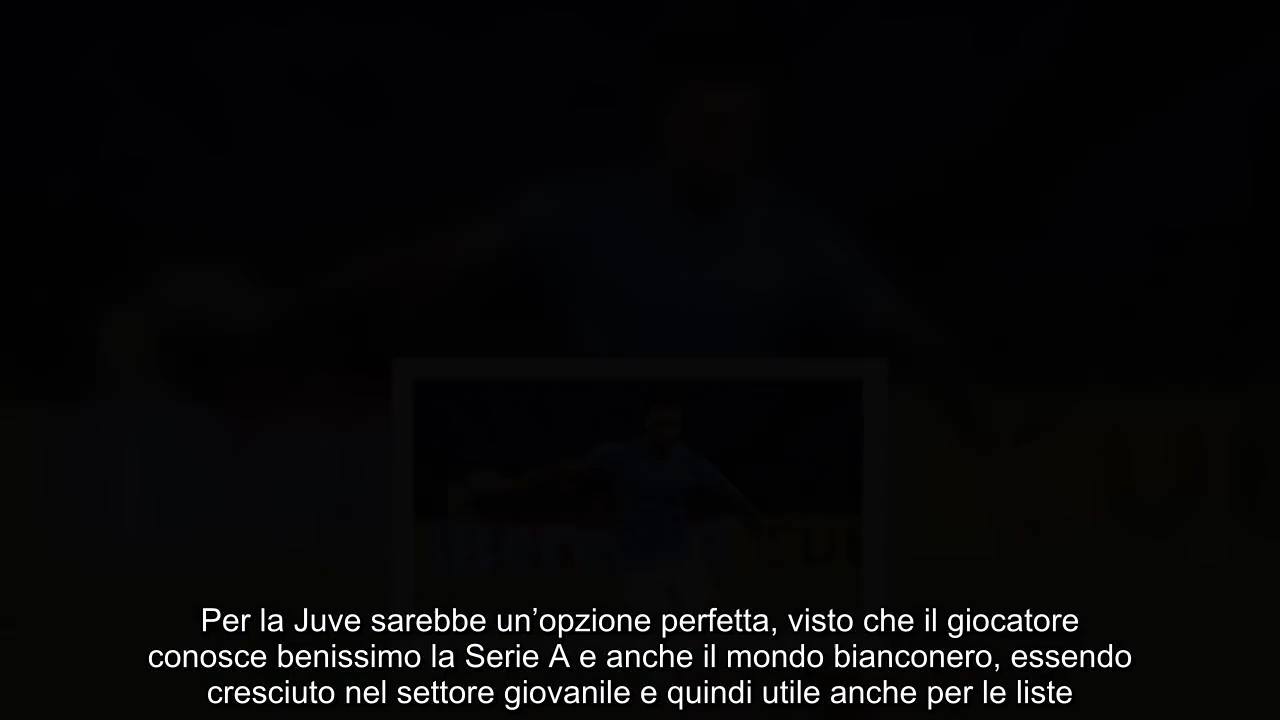 Per la Juve sarebbe un’opzione perfetta, visto che il giocatore
conosce benissimo la Serie A e anche il mondo bianconero, essendo
cresciuto nel settore giovanile e quindi utile anche per le liste